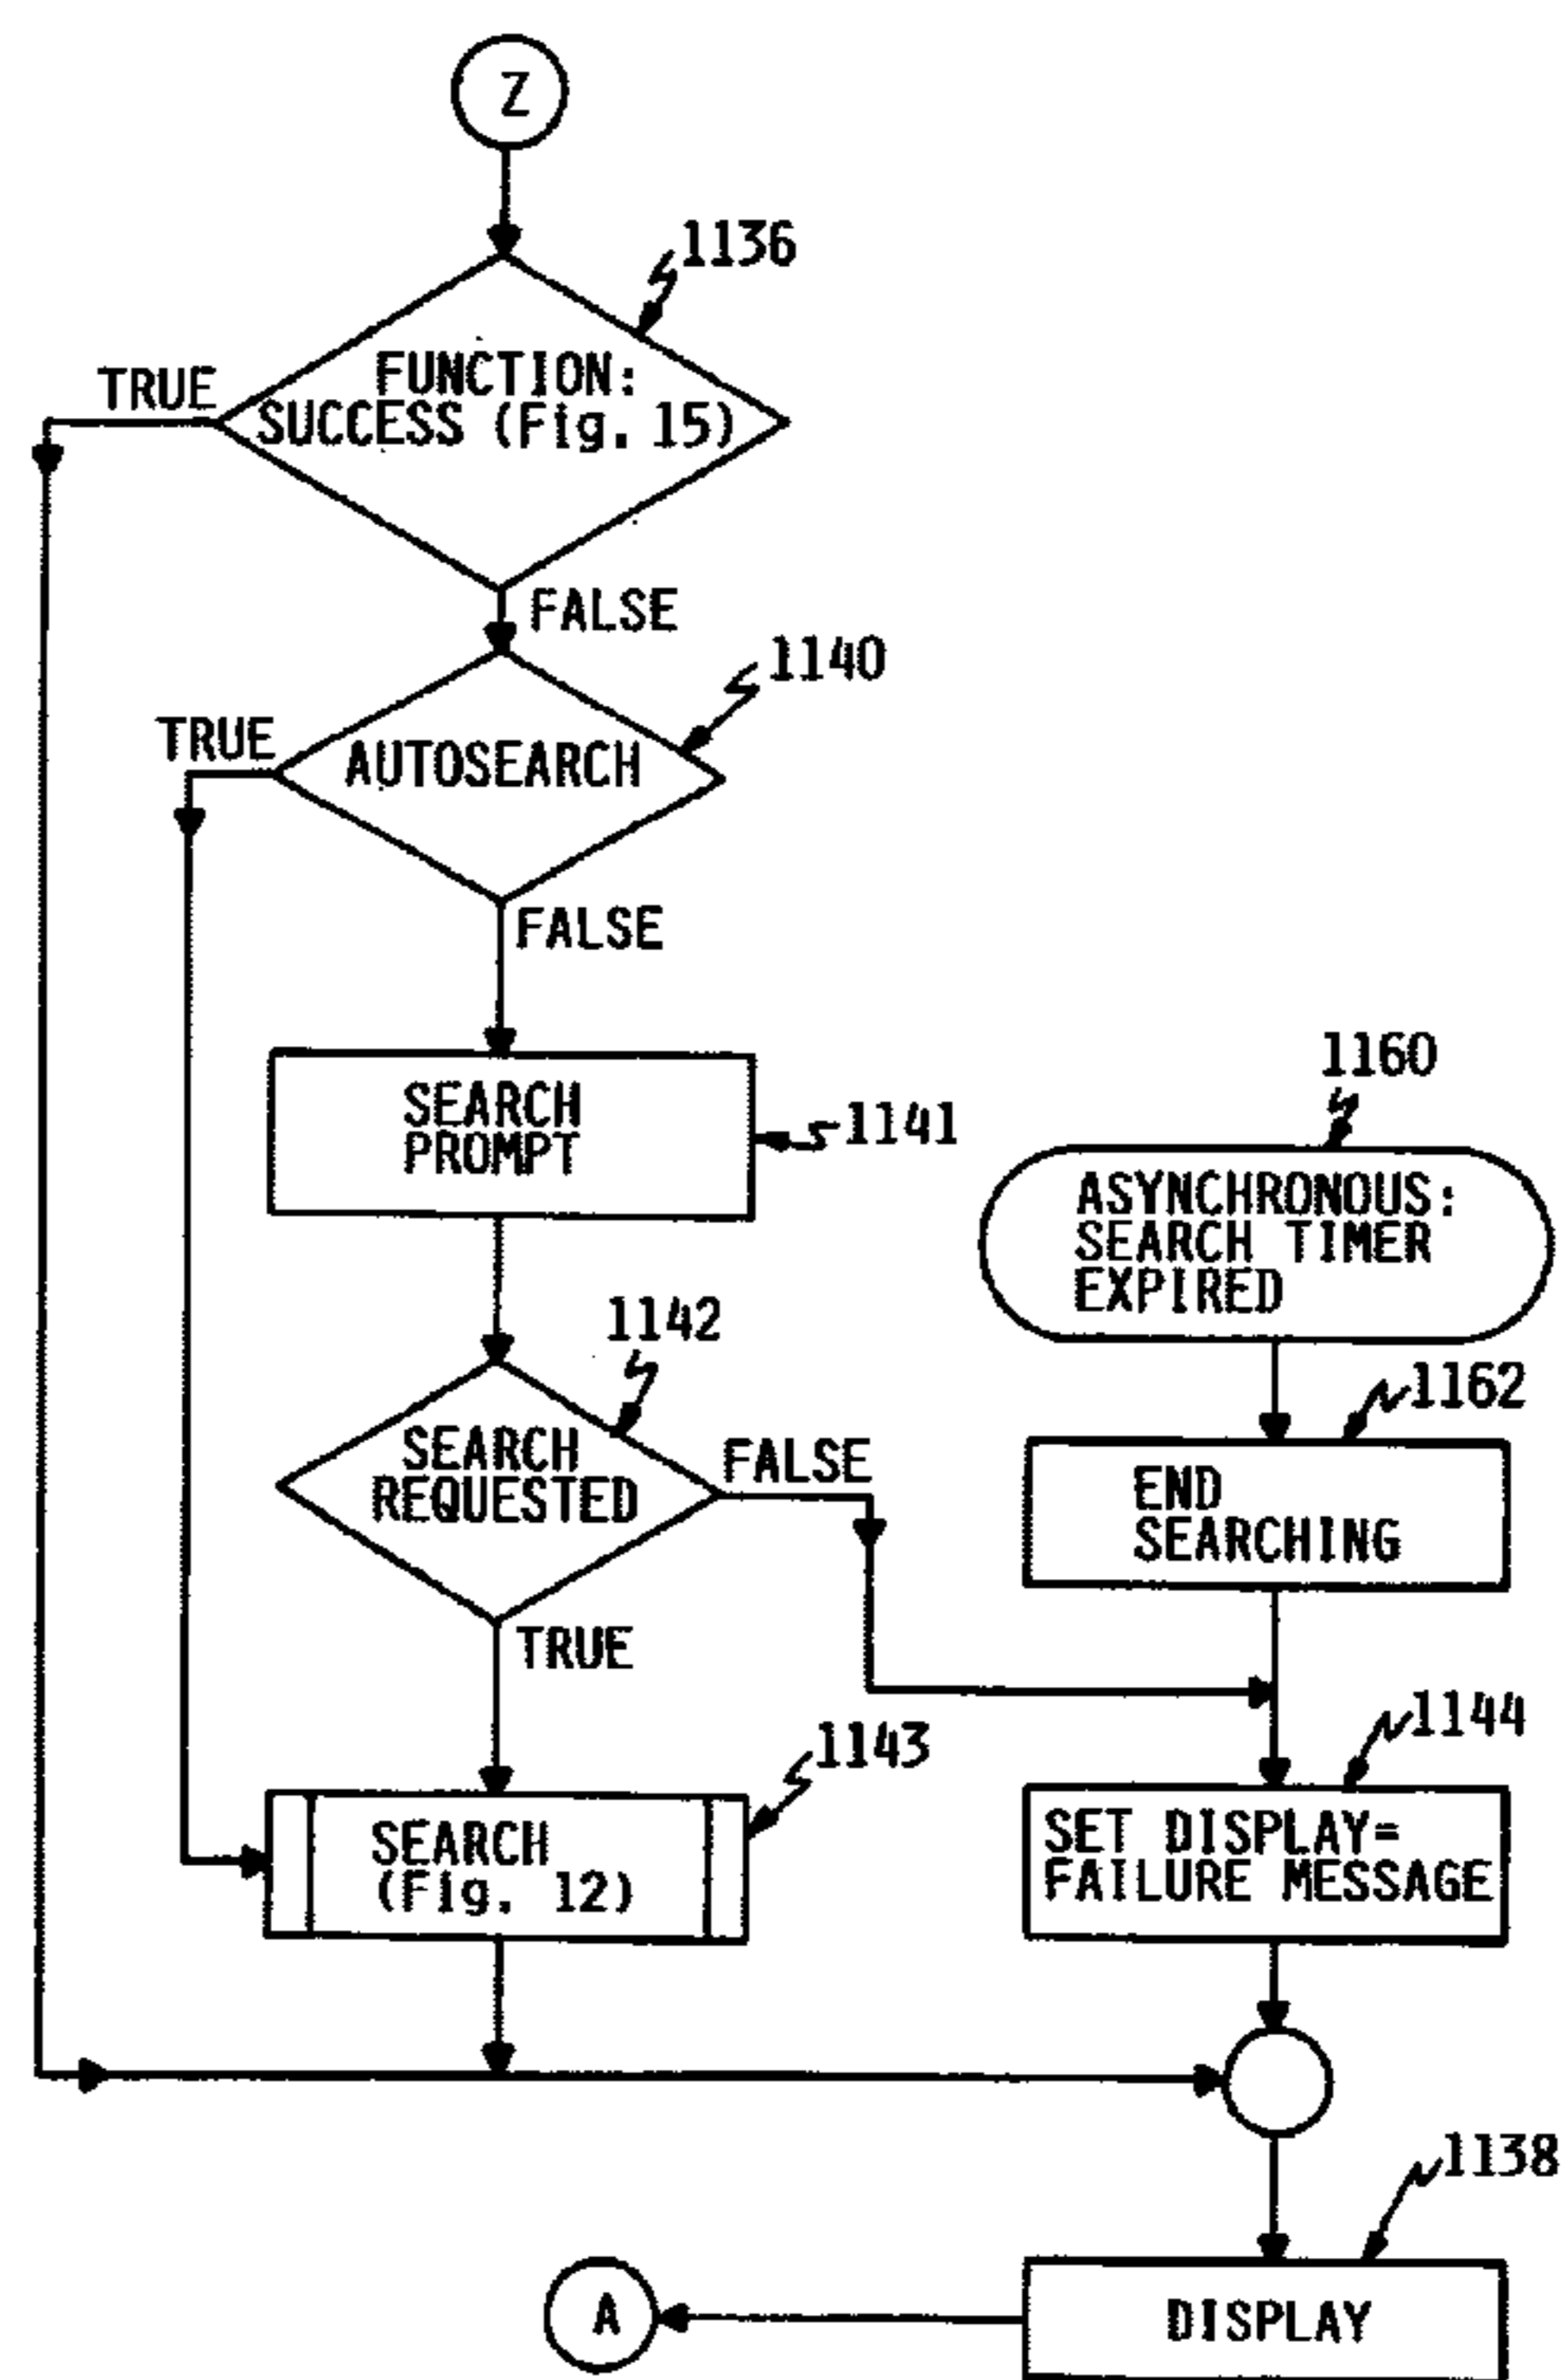 Z
1136
TRUE
FUNCTION:
SUCCESS (Fig. 15)
FALSE
1140
TRUE
AUTOSEARCH
FALSE
SEARCH
PROMPT
1141
1160
ASYNCHRONOUS:
SEARCH TIMER
EXPIRED
1142
SEARCH
REQUESTED
FALSE
TRUE
1162
END
SEARCHING
1143
SEARCH
(Fig. 12)
1144
SET DISPLAY=
FAILURE MESSAGE
1138
DISPLAY
A